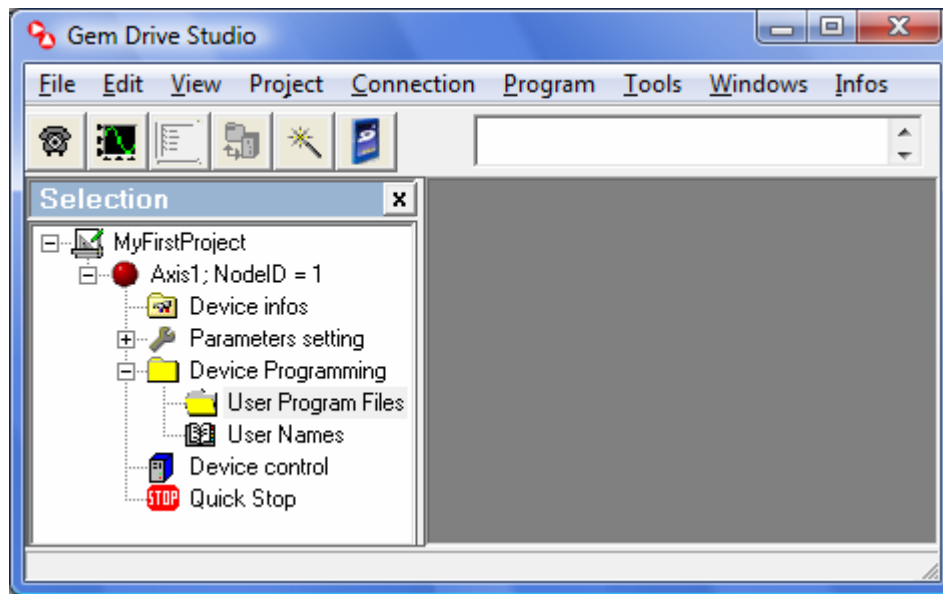 Gem Drive Studio
File Edit View Project Connection Program Tools Windows Infos
Selection
MyFirstProject
Axis1; NodeID = 1
Device infos
Parameters setting
Device Programming
User Program Files
User Names
Device control
STOP Quick Stop